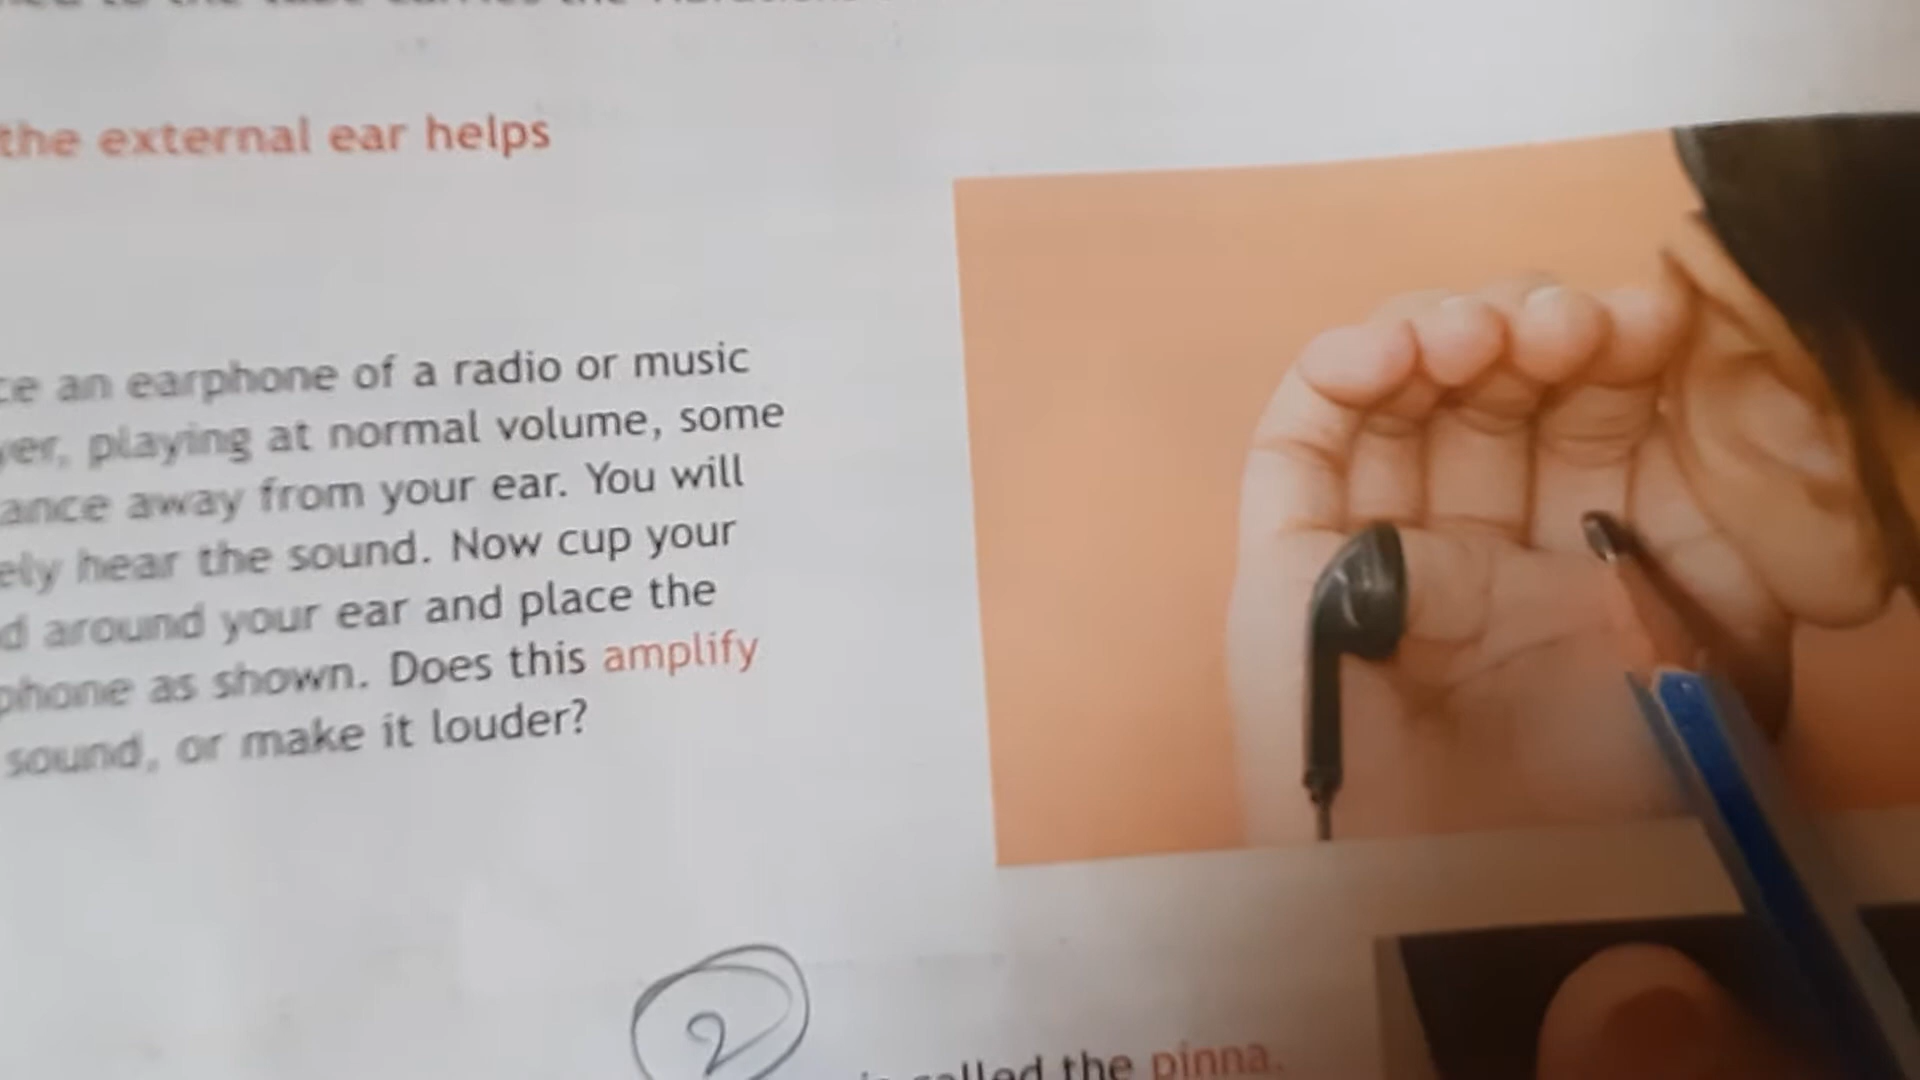 the external ear helps
ce an earphone of a radio or music
yer, playing at normal volume, some
ance away from your ear. You will
ely hear the sound. Now cup your
d around your ear and place the
phone as shown. Does this amplify
sound, or make it louder?
2
called the pinna.